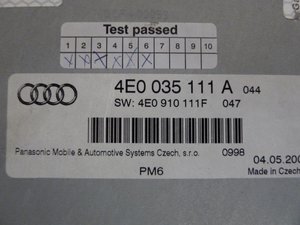 Test passed
1 2 3 4 5 6 7 8 9 10
4E0 035 111 A 044
SW: 4E0 910 111F 047
Panasonic Mobile & Automotive Systems Czech, s.r.o. 0998
04.05.200
PM6 Made in Czech